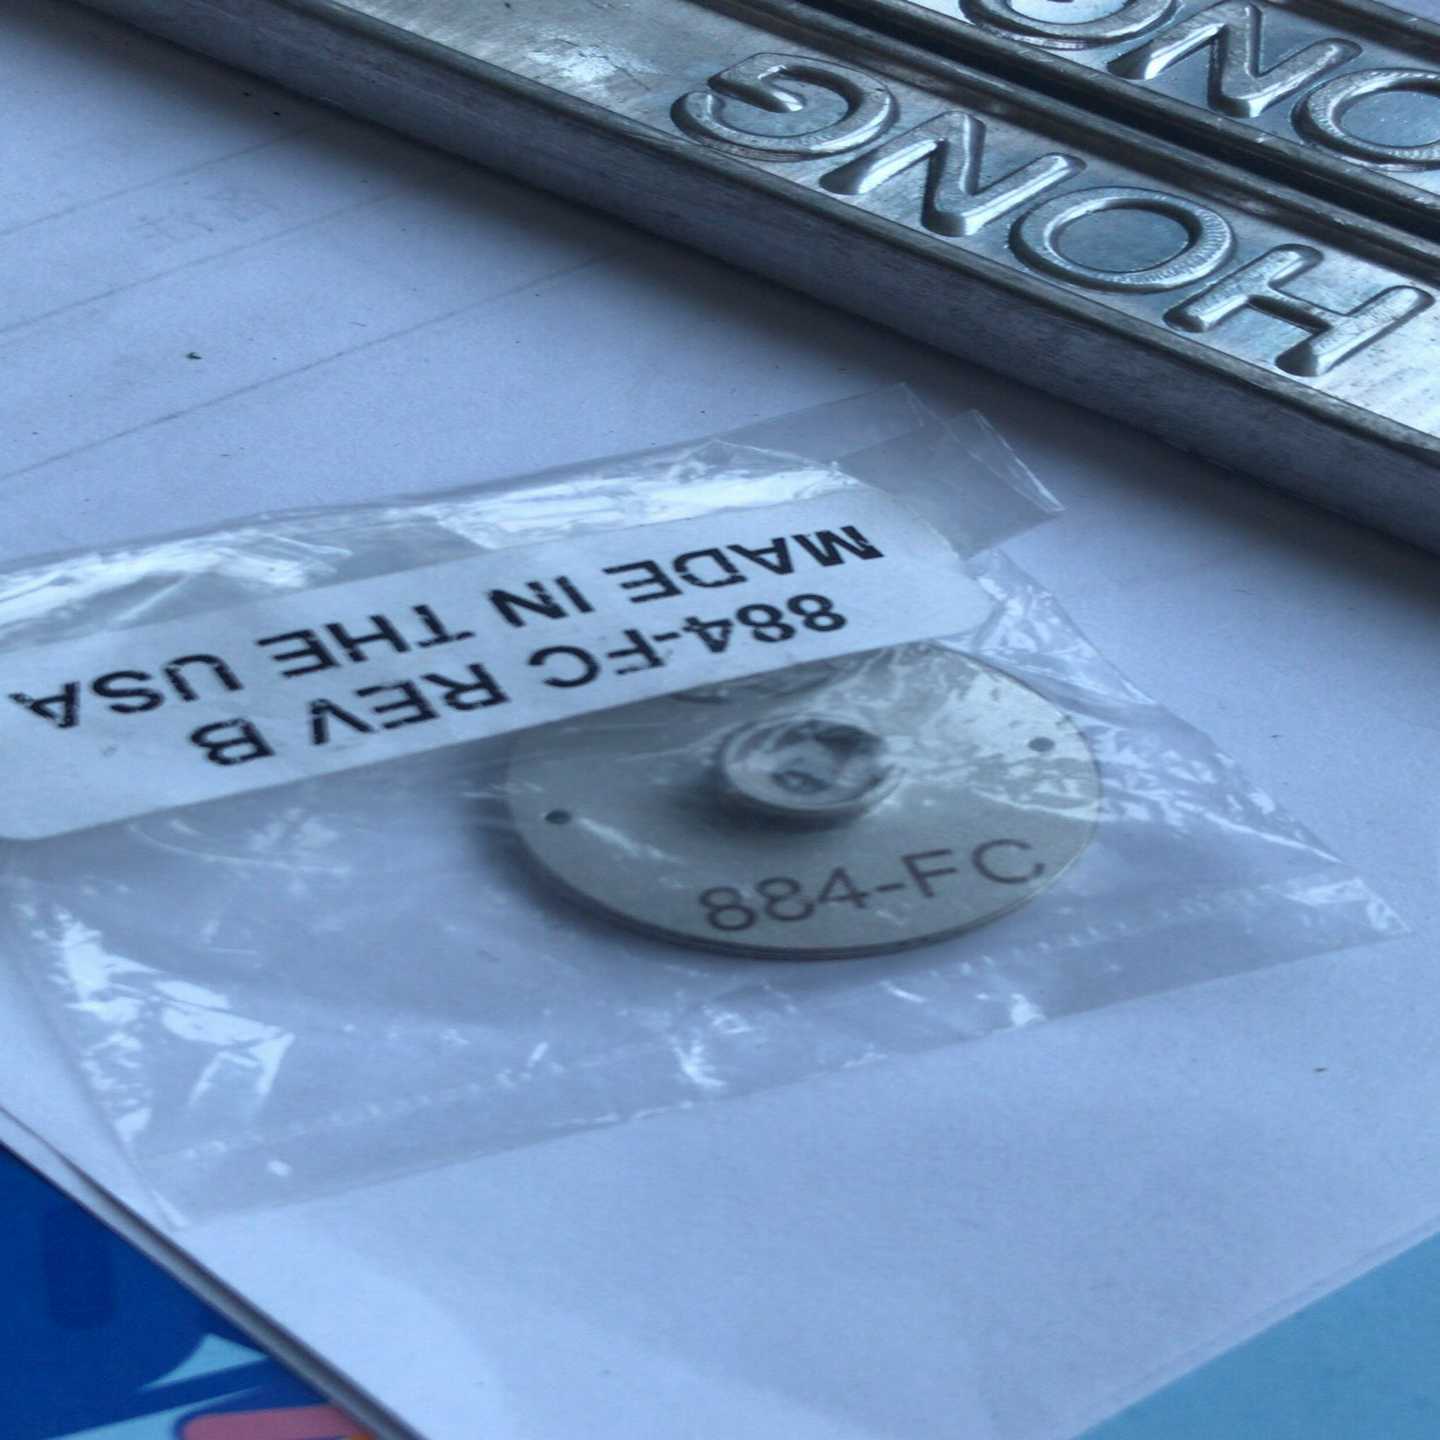 HONG
HONG
MADE IN THE USA
884-FC REV B
884-FC